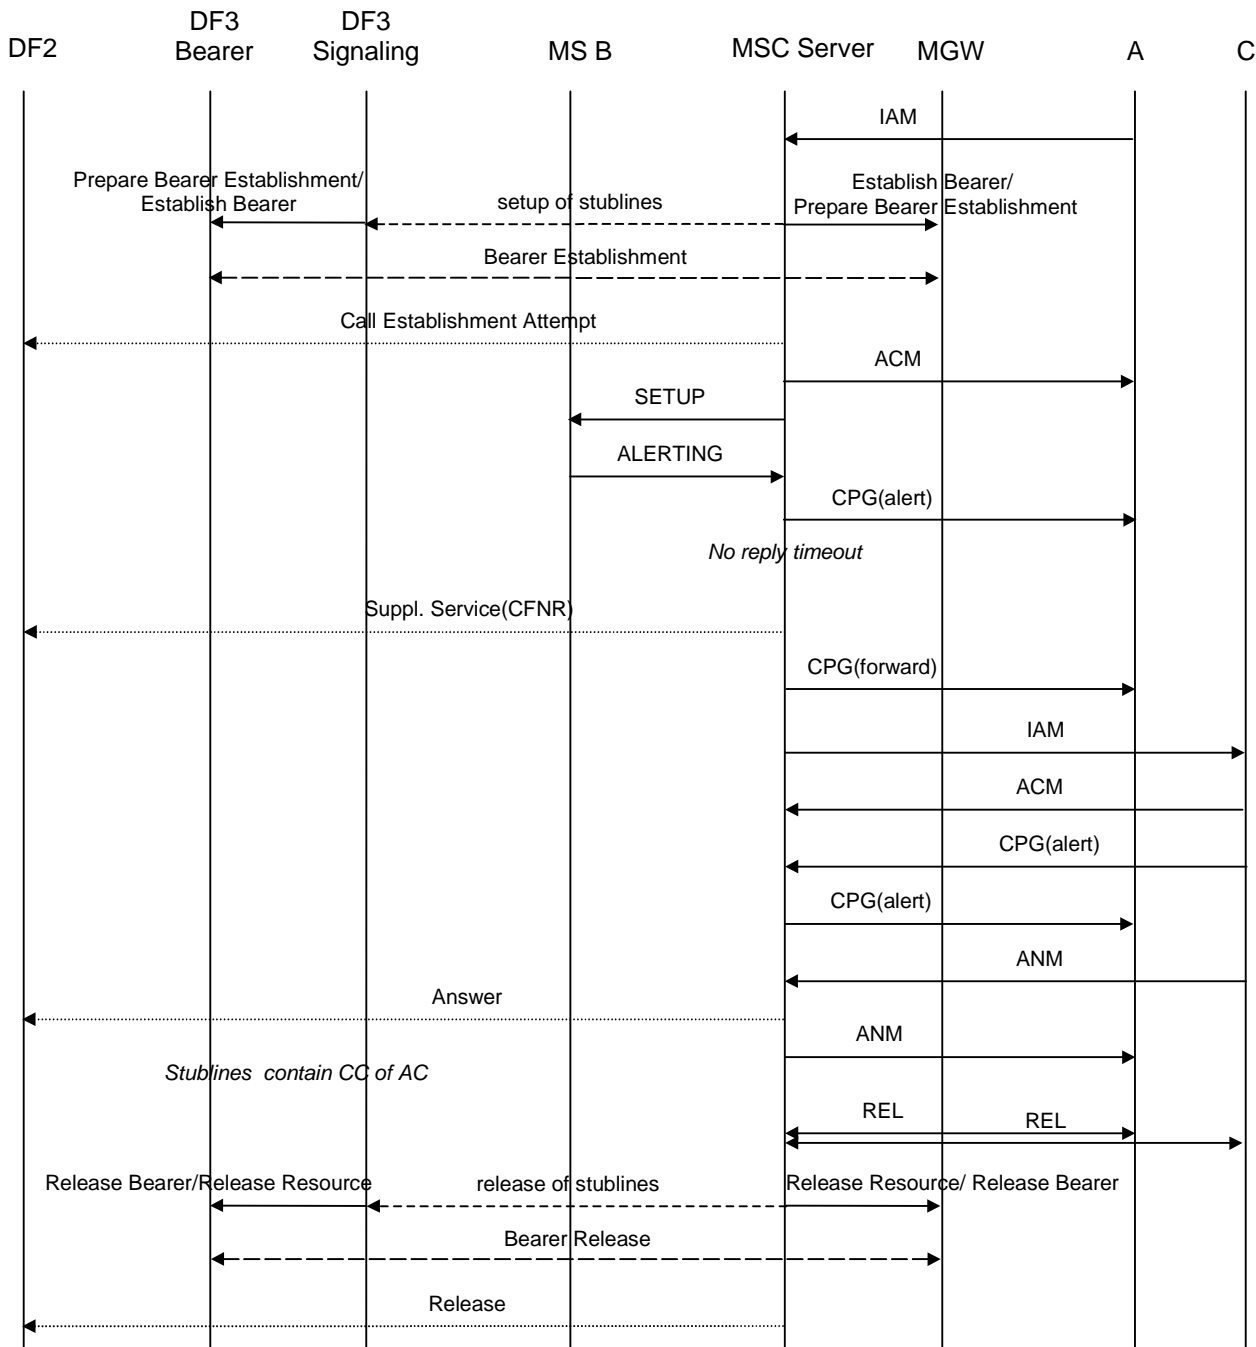 DF2
DF3
Bearer
DF3
Signaling
MS B
MSC Server
MGW
A
C
IAM
Prepare Bearer Establishment/
Establish Bearer
setup of stublines
Establish Bearer/
Prepare Bearer Establishment
Bearer Establishment
Call Establishment Attempt
ACM
SETUP
ALERTING
CPG(alert)
No reply timeout
Suppl. Service(CFNR)
CPG(forward)
IAM
ACM
CPG(alert)
CPG(alert)
ANM
Answer
ANM
Stublines contain CC of AC
REL
REL
Release Bearer/Release Resource
release of stublines
Release Resource/ Release Bearer
Bearer Release
Release